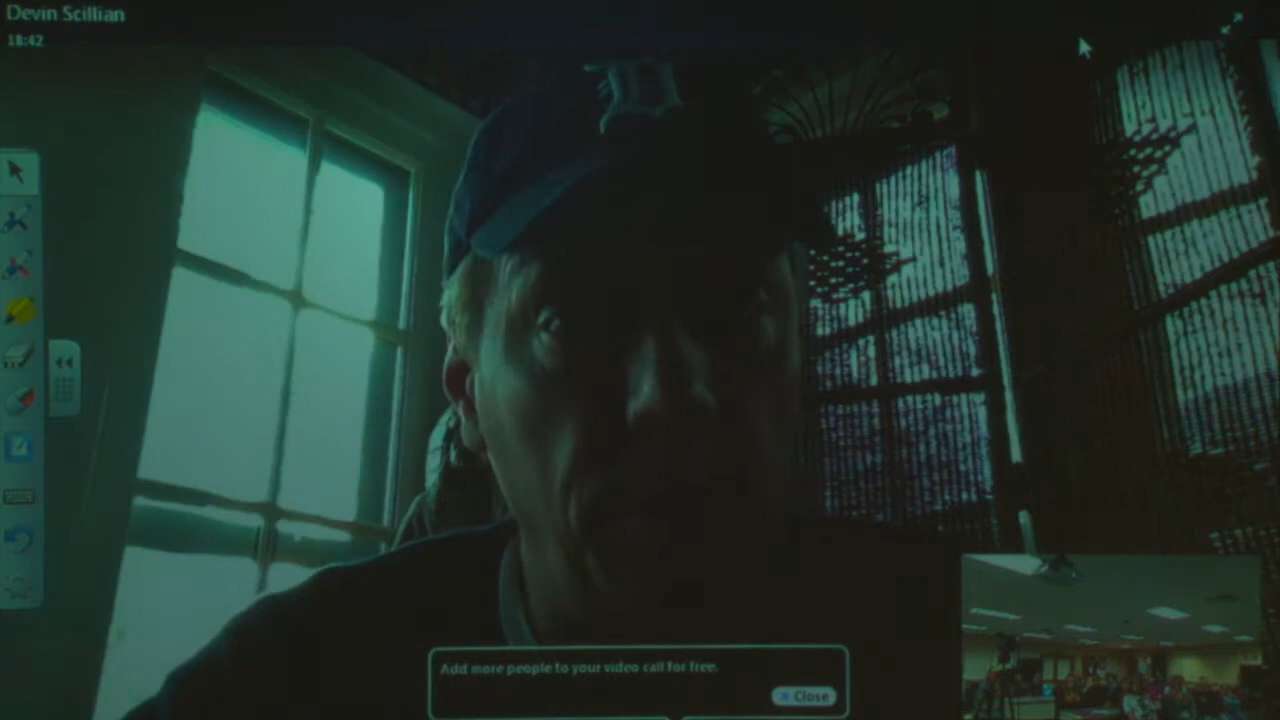 Devin Scillian
18:42
D
Add more people to your video call for free.
Close